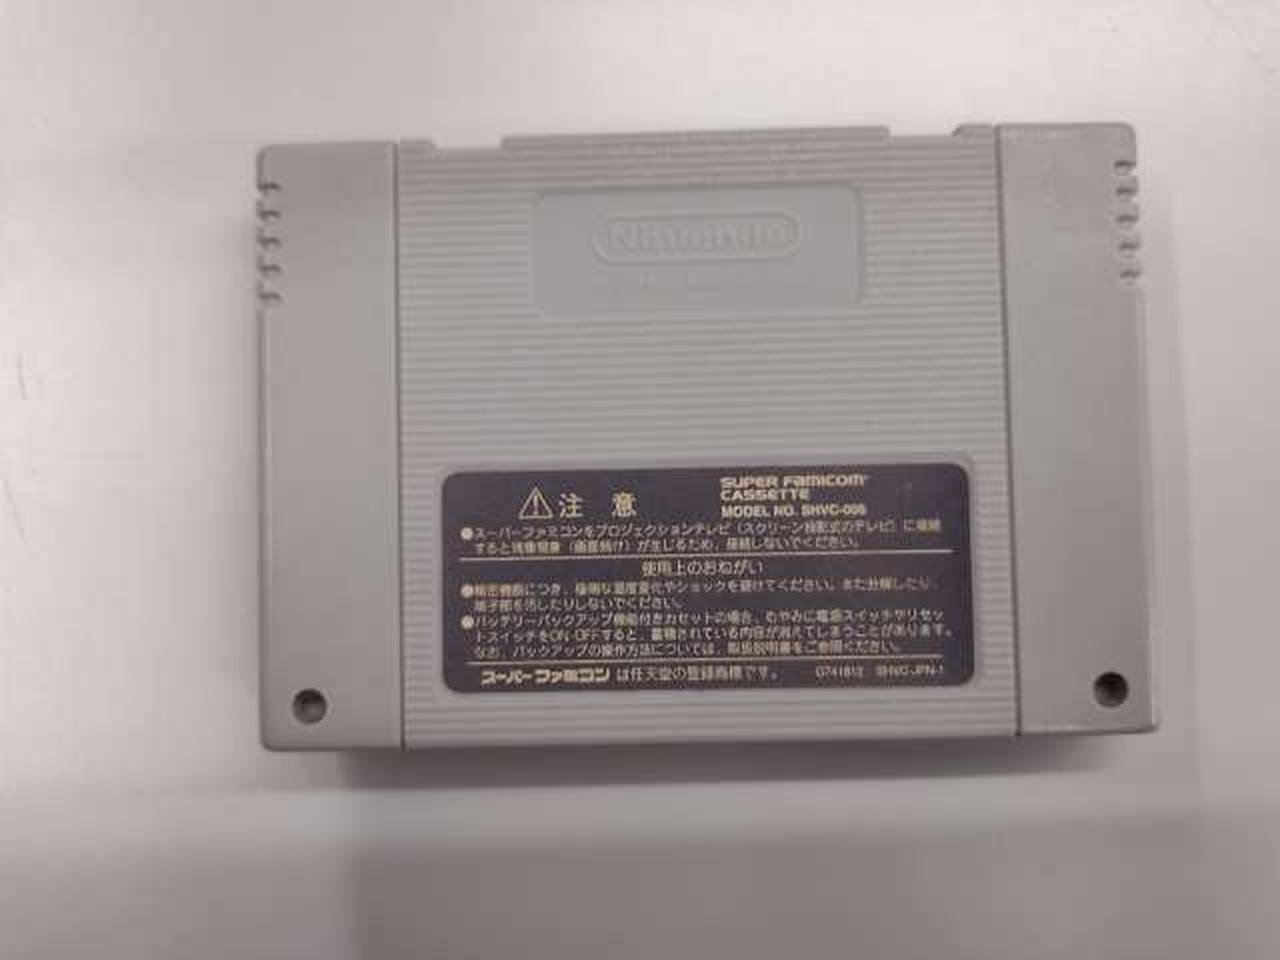 Nintendo
注 意
SUPER FAMICOM
CASSETTE
MODEL NO. SHVC-006
●スーパーファミコンをプロジェクションテレビ(スクリーン投影式のテレビ)に接続
すると残像現象(画面焼け)が生じるため、接続しないでください。
使用上のおねがい
●精密機器につき、極端な温度変化やショックを避けてください。また分解したり、
端子部を汚したりしないでください。
●バッテリーバックアップ機能付きカセットの場合、むやみに電源スイッチやリセッ
トスイッチをON OFFすると、蓄積されている内容が消えてしまうことがあります。
なお、バックアップの操作方法については、取扱説明書をご参照ください。
スーパーファミコン は任天堂の登録商標です。 SHVC-JPN-1